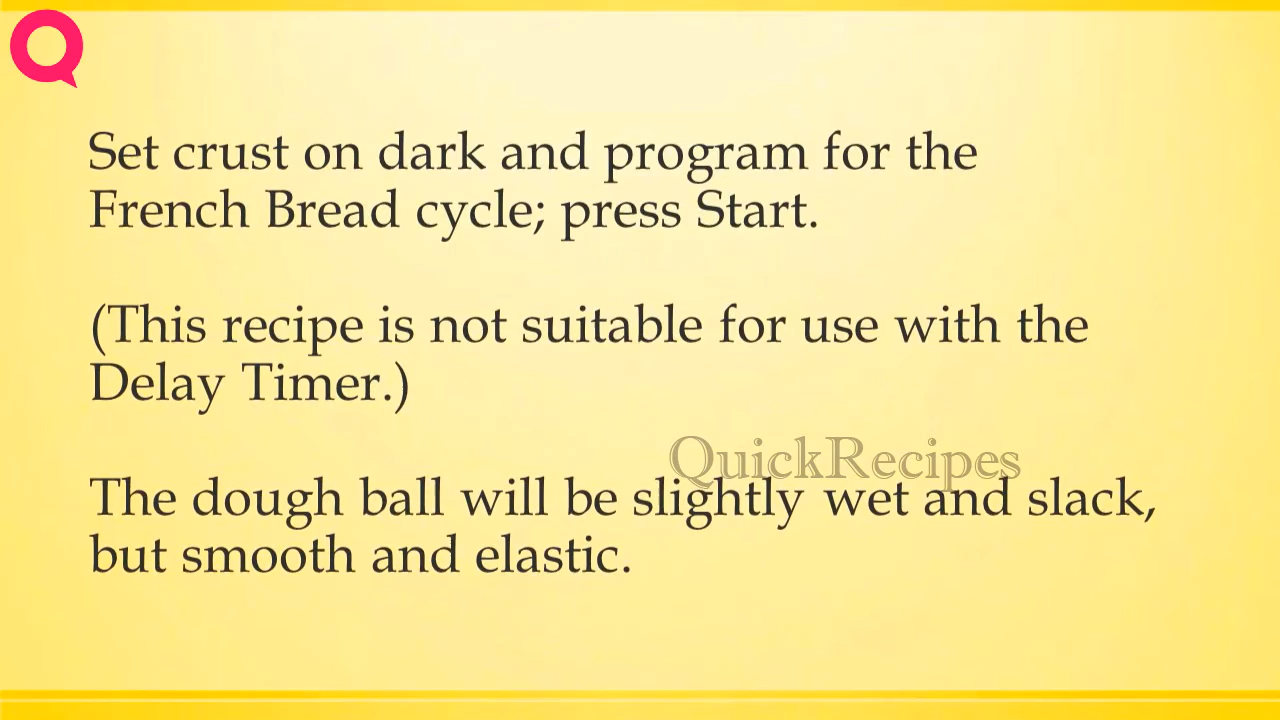 Set crust on dark and program for the
French Bread cycle; press Start.
(This recipe is not suitable for use with the
Delay Timer.)
QuickRecipes
The dough ball will be slightly wet and slack,
but smooth and elastic.